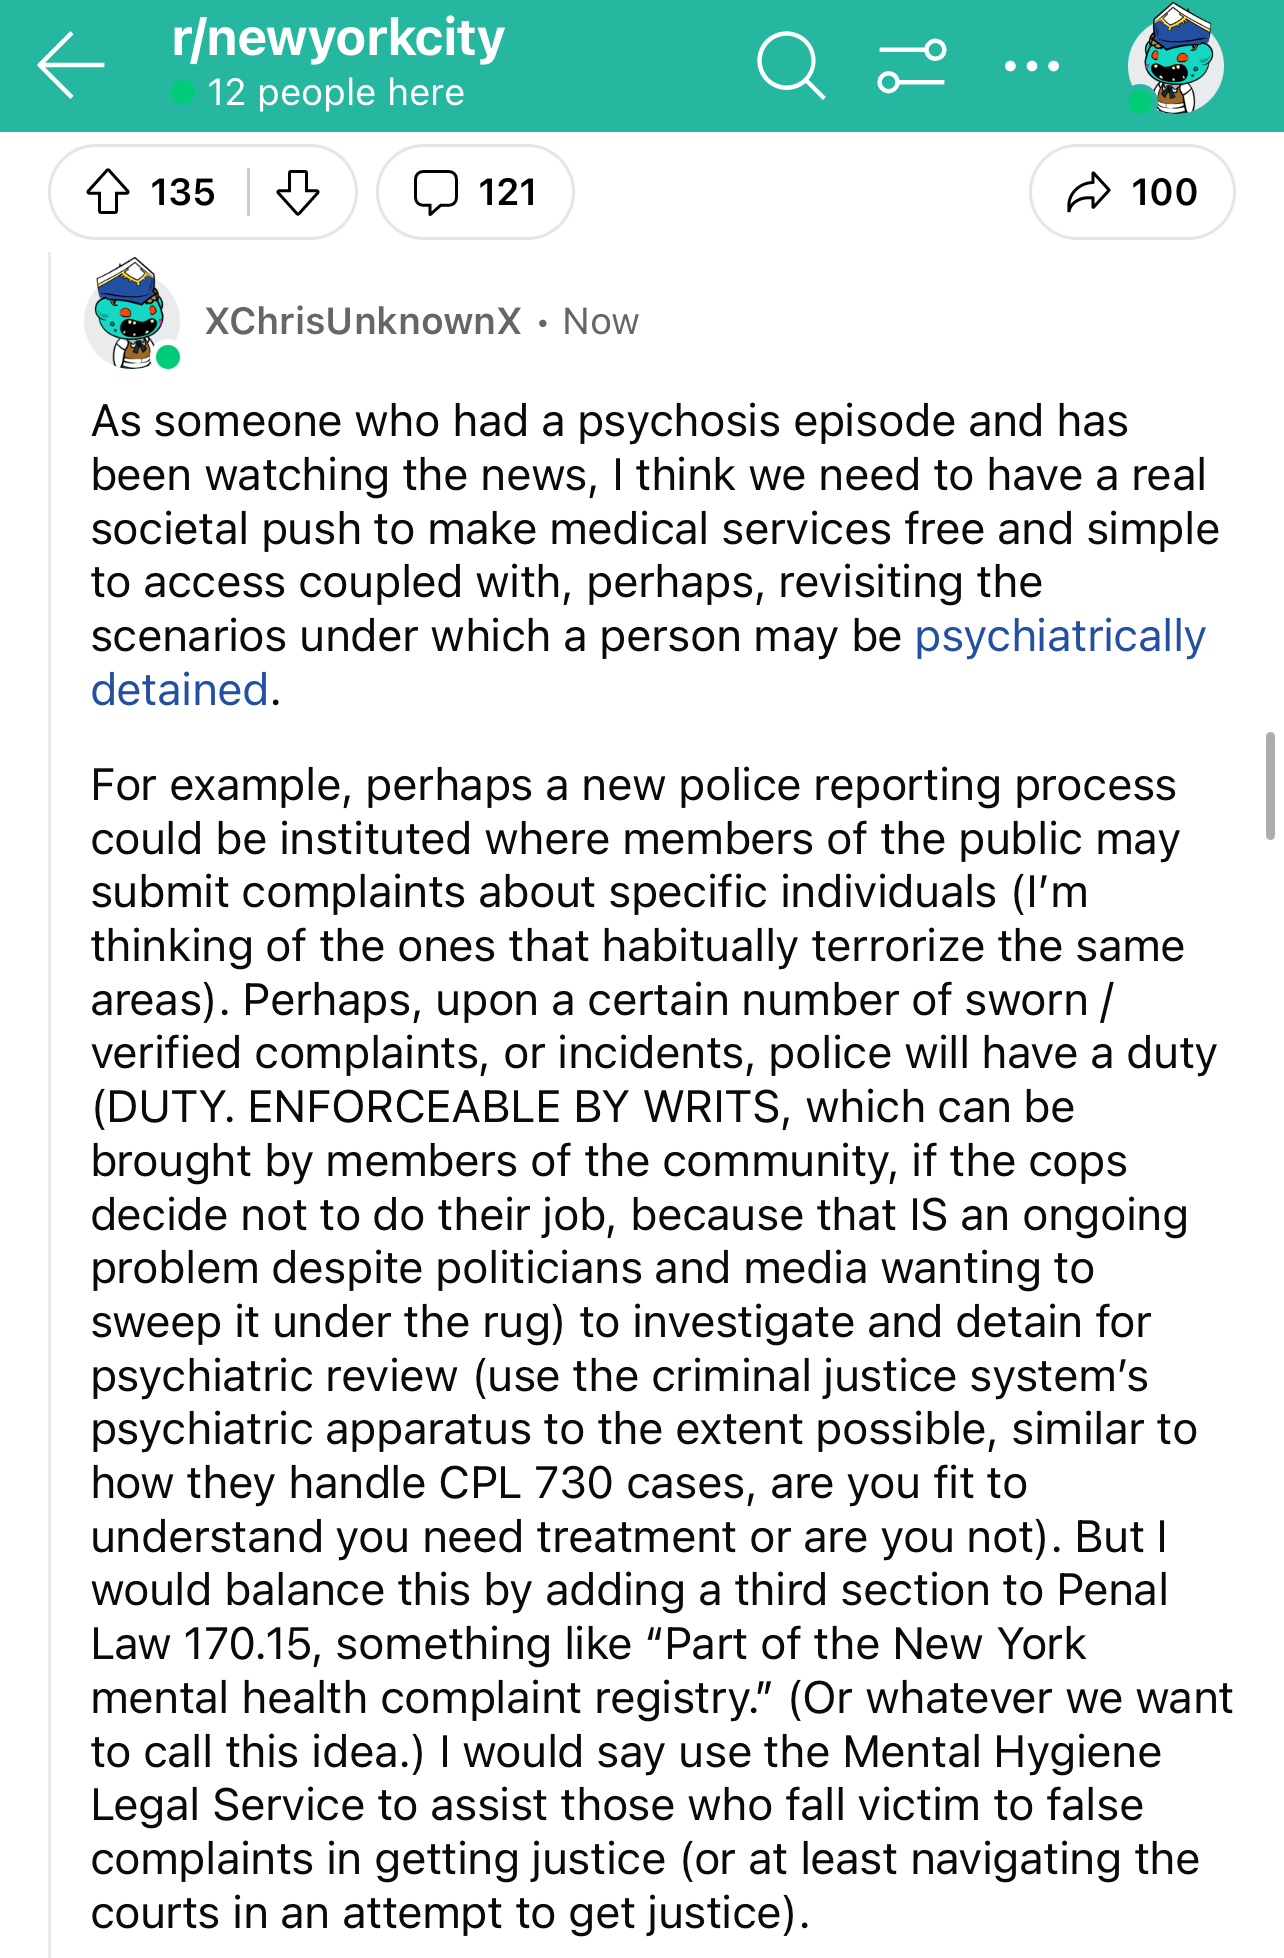 r/newyorkcity
12 people here
135
121
100
XChrisUnknownX • Now
As someone who had a psychosis episode and has
been watching the news, I think we need to have a real
societal push to make medical services free and simple
to access coupled with, perhaps, revisiting the
scenarios under which a person may be psychiatrically
detained.
For example, perhaps a new police reporting process
could be instituted where members of the public may
submit complaints about specific individuals (I’m
thinking of the ones that habitually terrorize the same
areas). Perhaps, upon a certain number of sworn /
verified complaints, or incidents, police will have a duty
(DUTY. ENFORCEABLE BY WRITS, which can be
brought by members of the community, if the cops
decide not to do their job, because that IS an ongoing
problem despite politicians and media wanting to
sweep it under the rug) to investigate and detain for
psychiatric review (use the criminal justice system’s
psychiatric apparatus to the extent possible, similar to
how they handle CPL 730 cases, are you fit to
understand you need treatment or are you not). But I
would balance this by adding a third section to Penal
Law 170.15, something like “Part of the New York
mental health complaint registry.” (Or whatever we want
to call this idea.) I would say use the Mental Hygiene
Legal Service to assist those who fall victim to false
complaints in getting justice (or at least navigating the
courts in an attempt to get justice).